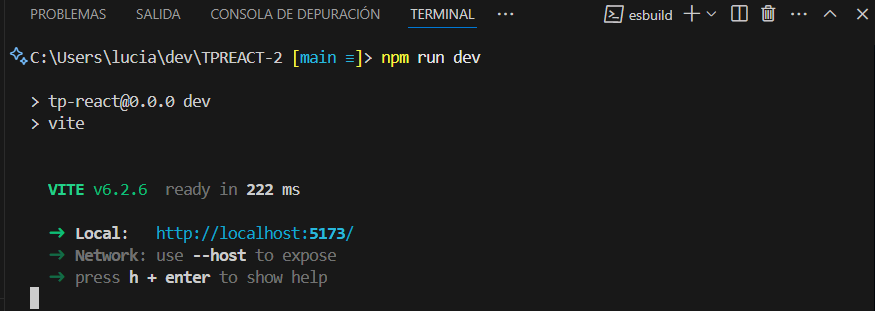 PROBLEMAS SALIDA CONSOLA DE DEPURACIÓN TERMINAL ··· esbuild
C:\Users\lucia\dev\TPREACT-2 [main ≡]> npm run dev
> tp-react@0.0.0 dev
> vite
VITE v6.2.6 ready in 222 ms
➜ Local: http://localhost:5173/
➜ Network: use --host to expose
➜ press h + enter to show help